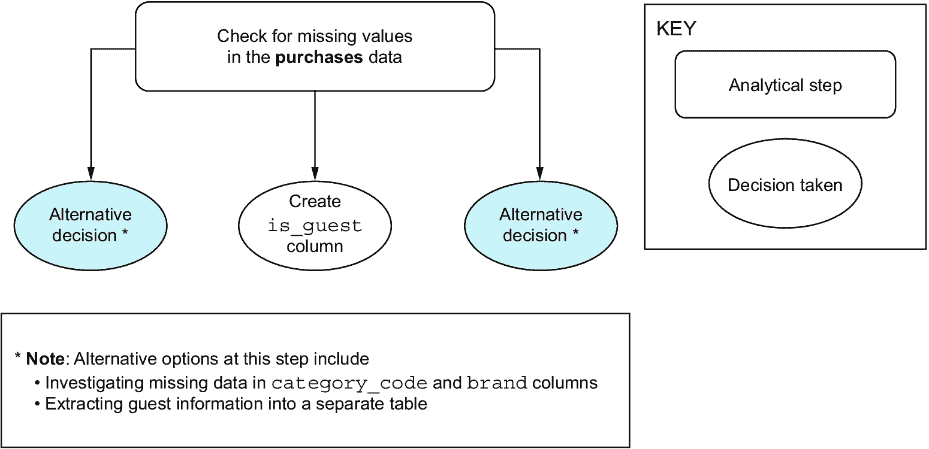 Check for missing values
in the purchases data
KEY
Analytical step
Decision taken
Alternative
decision *
Create
is_guest
column
Alternative
decision *
* Note: Alternative options at this step include
• Investigating missing data in category_code and brand columns
• Extracting guest information into a separate table